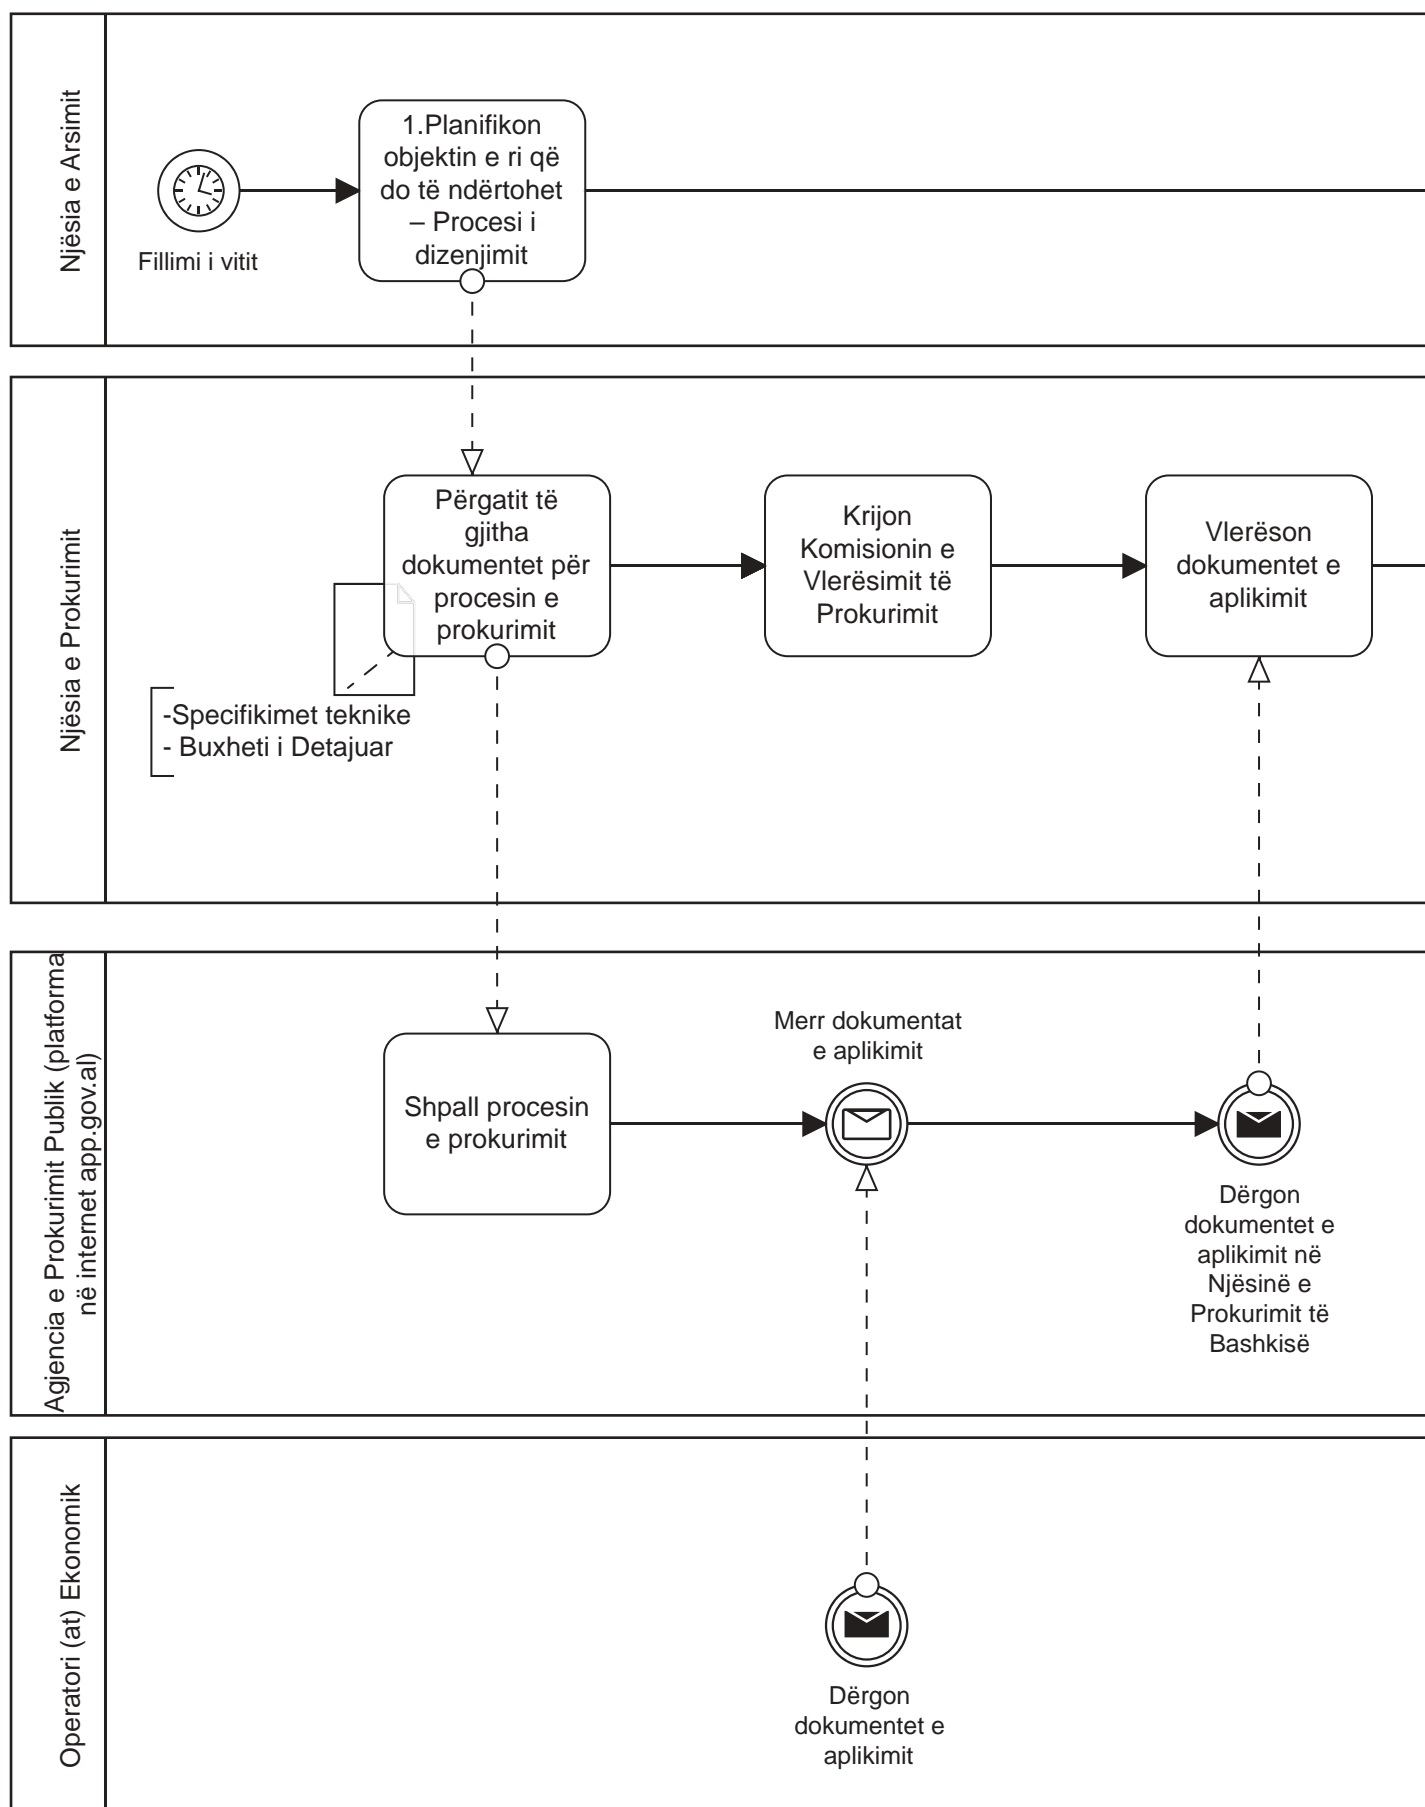 Njësia e Arsimit
Fillimi i vitit
1.Planifikon
objektin e ri që
do të ndërtohet
– Procesi i
dizenjimit
Njësia e Prokurimit
Përgatit të
gjitha
dokumentet për
procesin e
prokurimit
-Specifikimet teknike
- Buxheti i Detajuar
Krijon
Komisionin e
Vlerësimit të
Prokurimit
Vlerëson
dokumentet e
aplikimit
Agjencia e Prokurimit Publik (platforma
në internet app.gov.al)
Shpall procesin
e prokurimit
Merr dokumentat
e aplikimit
Dërgon
dokumentet e
aplikimit në
Njësinë e
Prokurimit të
Bashkisë
Operatori (at) Ekonomik
Dërgon
dokumentet e
aplikimit